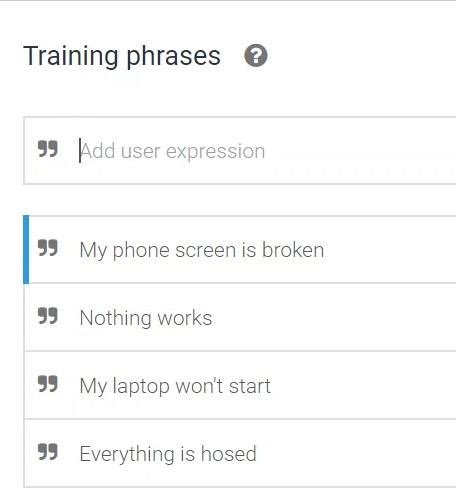 Training phrases ?
Add user expression
My phone screen is broken
Nothing works
My laptop won't start
Everything is hosed